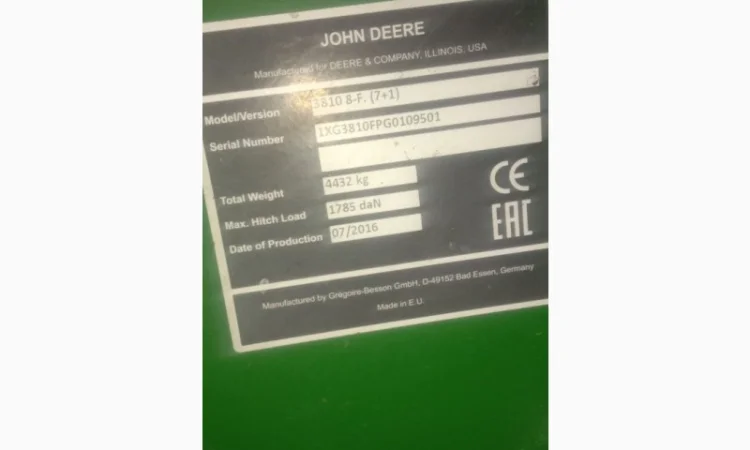 JOHN DEERE
Manufactured for DEERE & COMPANY, ILLINOIS, USA
Model/Version 3810 8-F. (7+1)
Serial Number 1XG3810FPG0109501
Total Weight 4432 kg
Max. Hitch Load 1785 daN
Date of Production 07/2016
CE
EAC
Manufactured by Grégoire-Besson GmbH, D-49152 Bad Essen, Germany
Made in E.U.